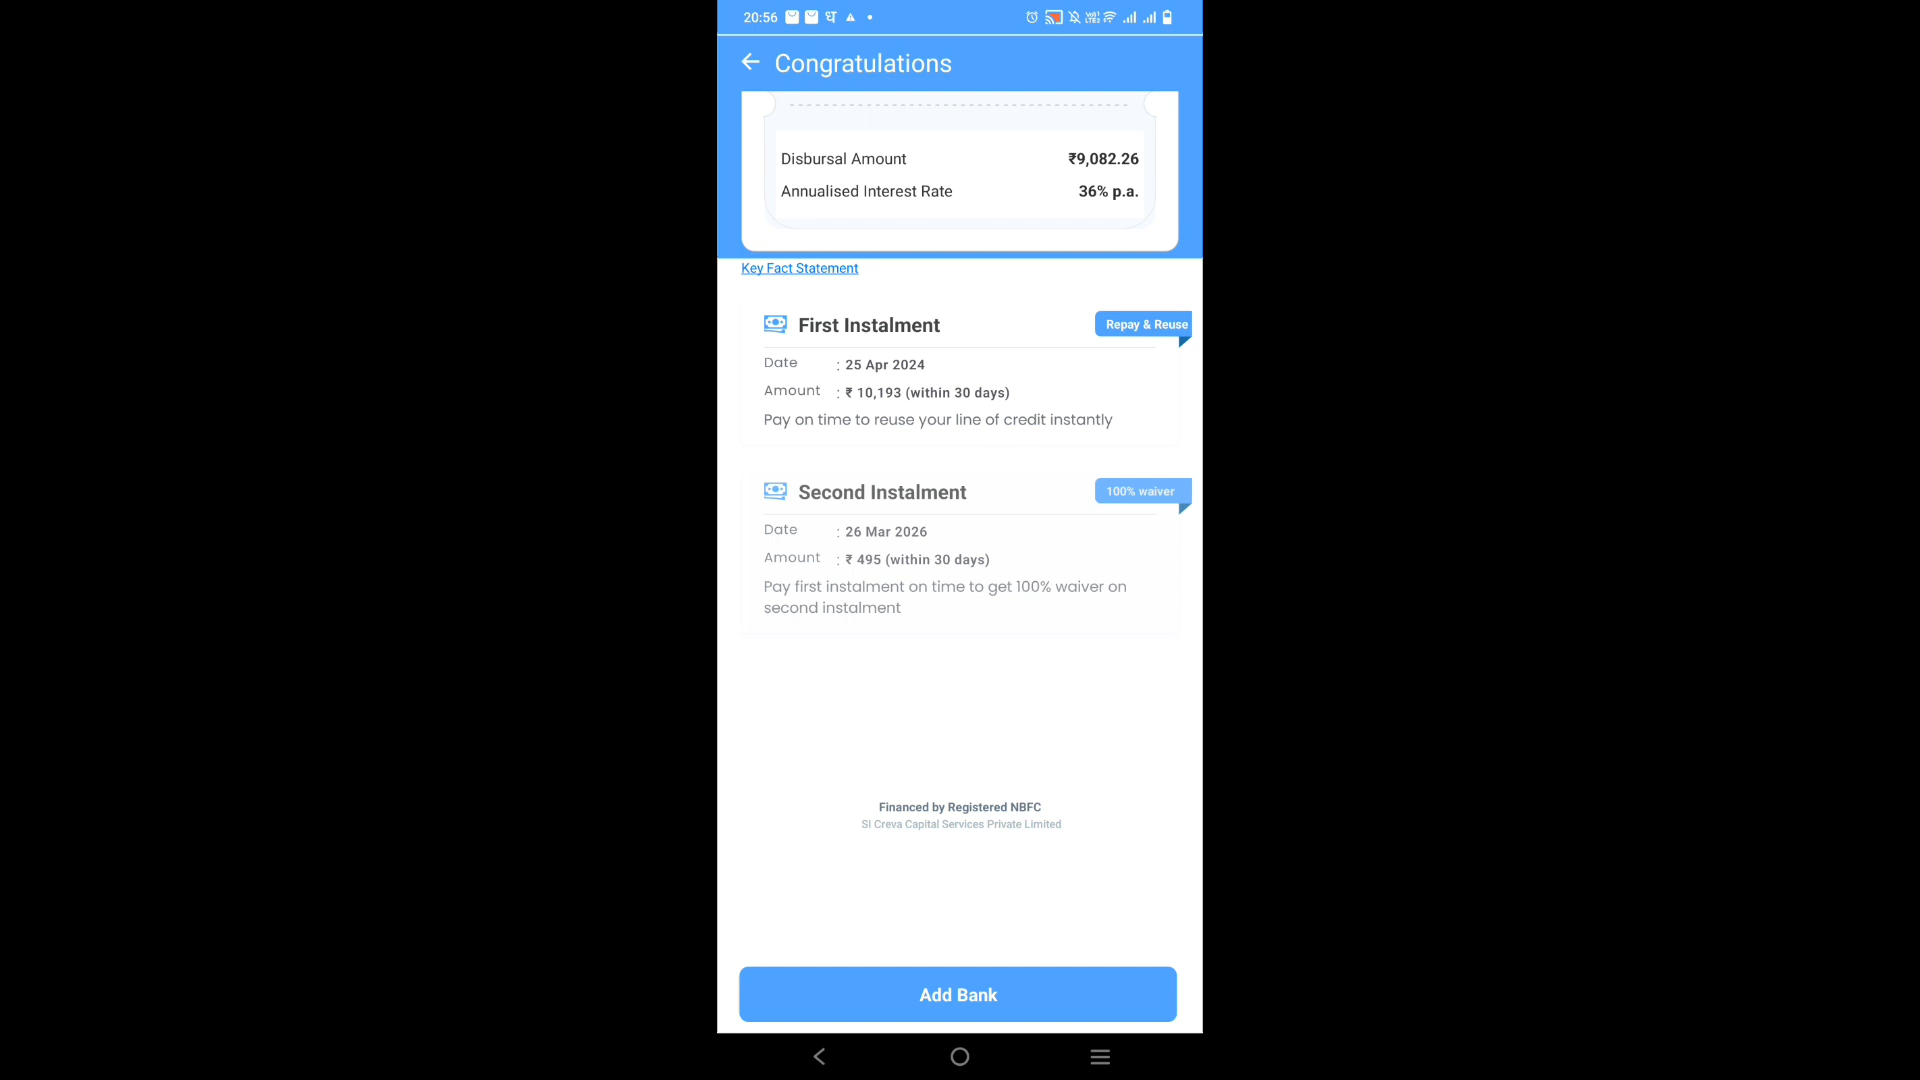 20:56
Congratulations
Disbursal Amount ₹9,082.26
Annualised Interest Rate 36% p.a.
Key Fact Statement
First Instalment Repay & Reuse
Date : 25 Apr 2024
Amount : ₹ 10,193 (within 30 days)
Pay on time to reuse your line of credit instantly
Second Instalment 100% waiver
Date : 26 Mar 2026
Amount : ₹ 495 (within 30 days)
Pay first instalment on time to get 100% waiver on
second instalment
Financed by Registered NBFC
SI Creva Capital Services Private Limited
Add Bank